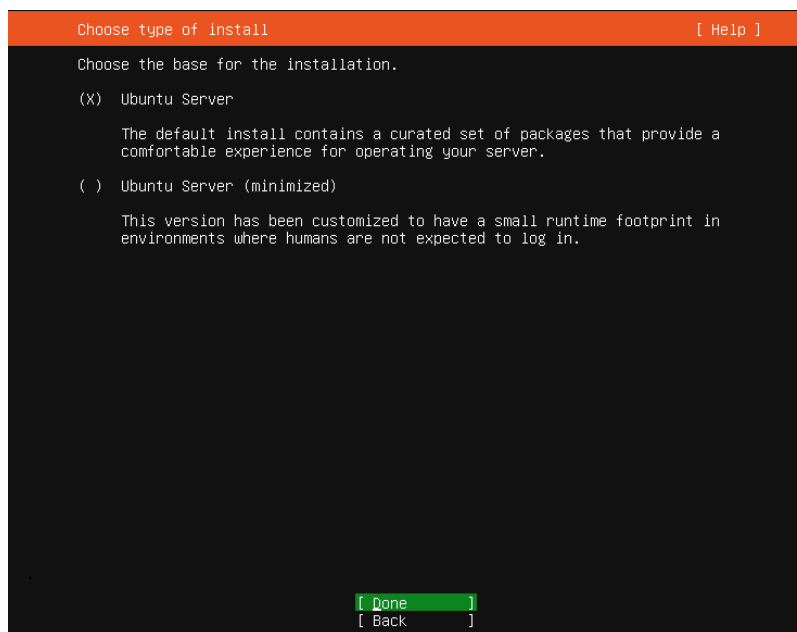 Choose type of install [ Help ]
Choose the base for the installation.
(X) Ubuntu Server
The default install contains a curated set of packages that provide a
comfortable experience for operating your server.
( ) Ubuntu Server (minimized)
This version has been customized to have a small runtime footprint in
environments where humans are not expected to log in.
[ Done ]
[ Back ]